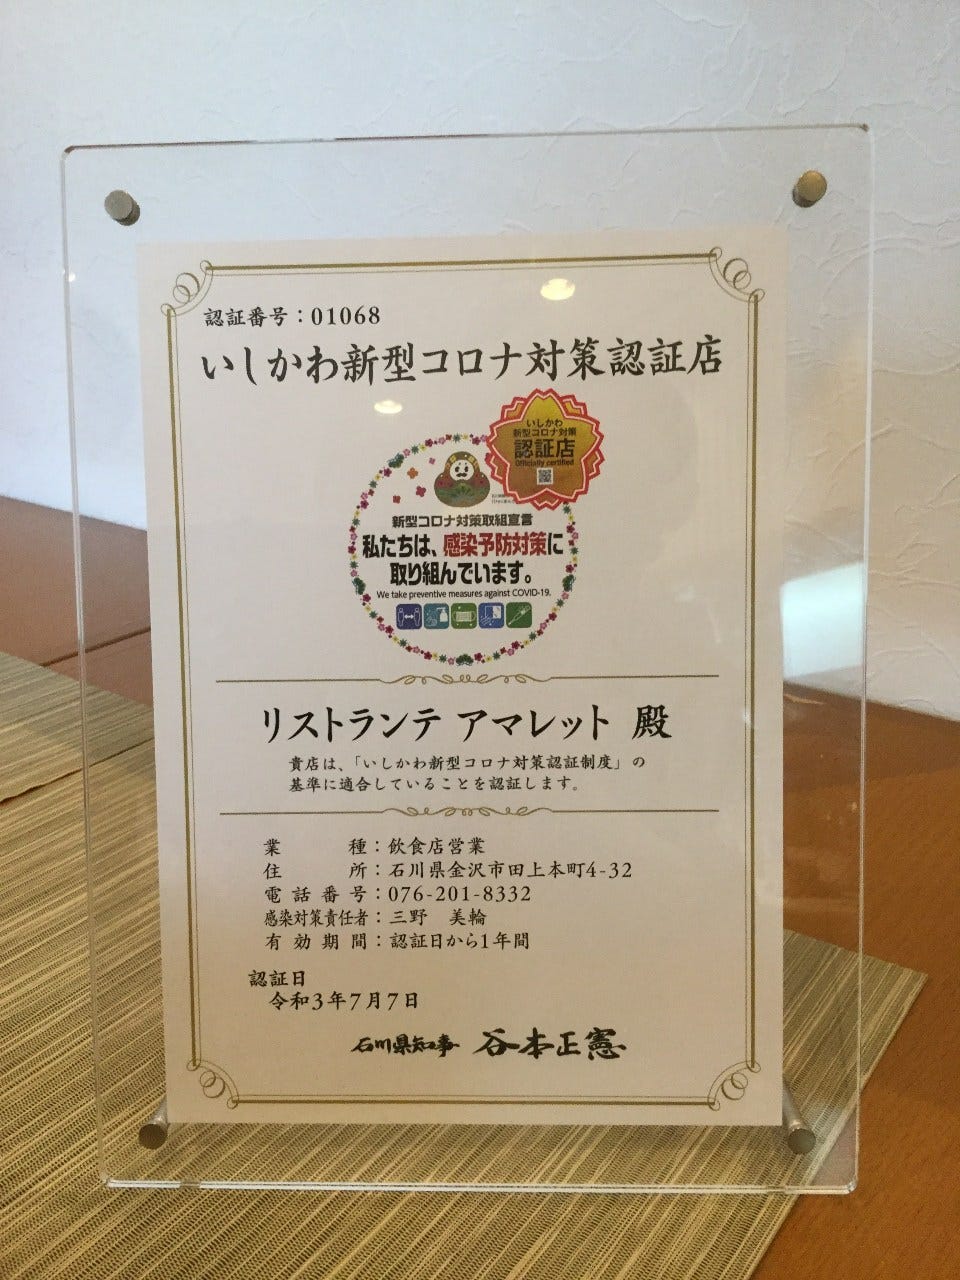 認証番号：01068
いしかわ新型コロナ対策認証店
いしかわ
新型コロナ対策
認証店
Officially certified
新型コロナ対策取組宣言
私たちは、感染予防対策に
取り組んでいます。
We take preventive measures against COVID-19.
リストランテ アマレット 殿
貴店は、「いしかわ新型コロナ対策認証制度」の
基準に適合していることを認証します。
業種：飲食店営業
住所：石川県金沢市田上本町4-32
電話番号：076-201-8332
感染対策責任者：三野 美輪
有効期間：認証日から1年間
認証日
令和3年7月7日
石川県知事 谷本正憲